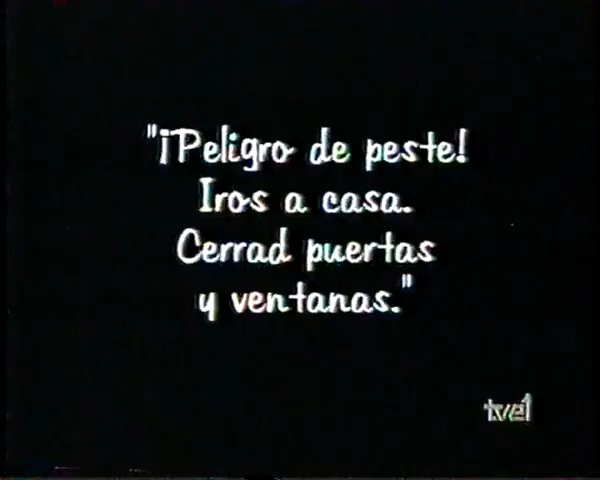 "¡Peligro de peste!
Iros a casa.
Cerrad puertas
y ventanas."
tve1